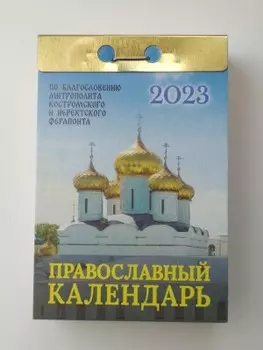 ПО БЛАГОСЛОВЕНИЮ
МИТРОПОЛИТА
КОСТРОМСКОГО
И НЕРЕХТСКОГО
ФЕРАПОНТА
2023
ПРАВОСЛАВНЫЙ
КАЛЕНДАРЬ